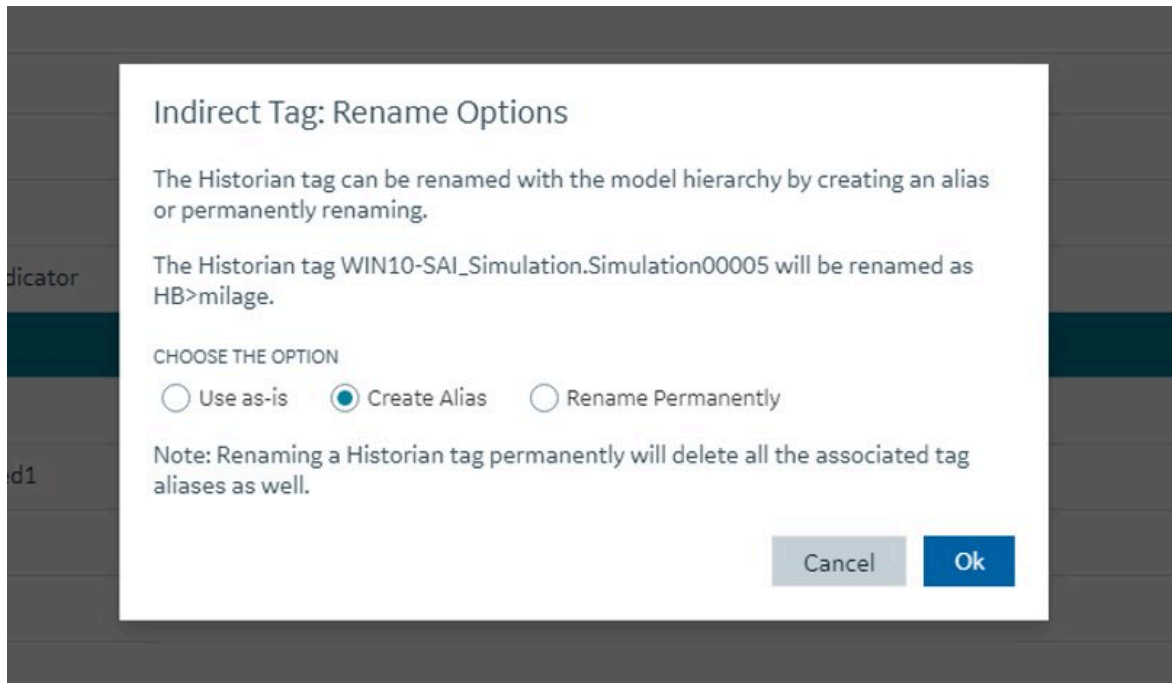 Indirect Tag: Rename Options
The Historian tag can be renamed with the model hierarchy by creating an alias
or permanently renaming.
The Historian tag WIN10-SAI_Simulation.Simulation00005 will be renamed as
HB>milage.
dicator
CHOOSE THE OPTION
Use as-is Create Alias Rename Permanently
Note: Renaming a Historian tag permanently will delete all the associated tag
aliases as well.
ed1
Cancel Ok